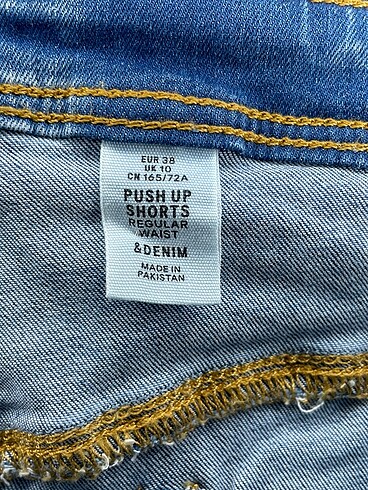 EUR 38
UK 10
CN 165/72A
PUSH UP
SHORTS
REGULAR
WAIST
&DENIM
MADE IN
PAKISTAN